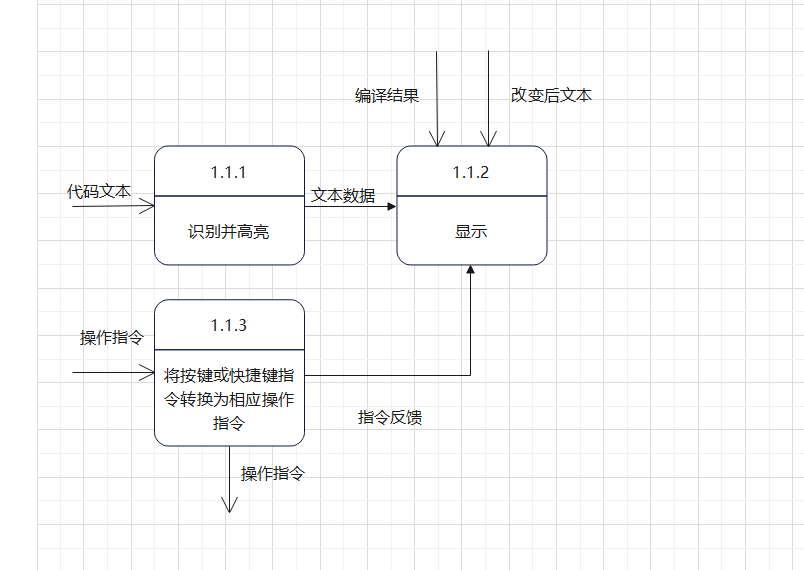 编译结果
改变后文本
1.1.1
1.1.2
代码文本
文本数据
识别并高亮
显示
1.1.3
操作指令
将按键或快捷键指
令转换为相应操作
指令
指令反馈
操作指令